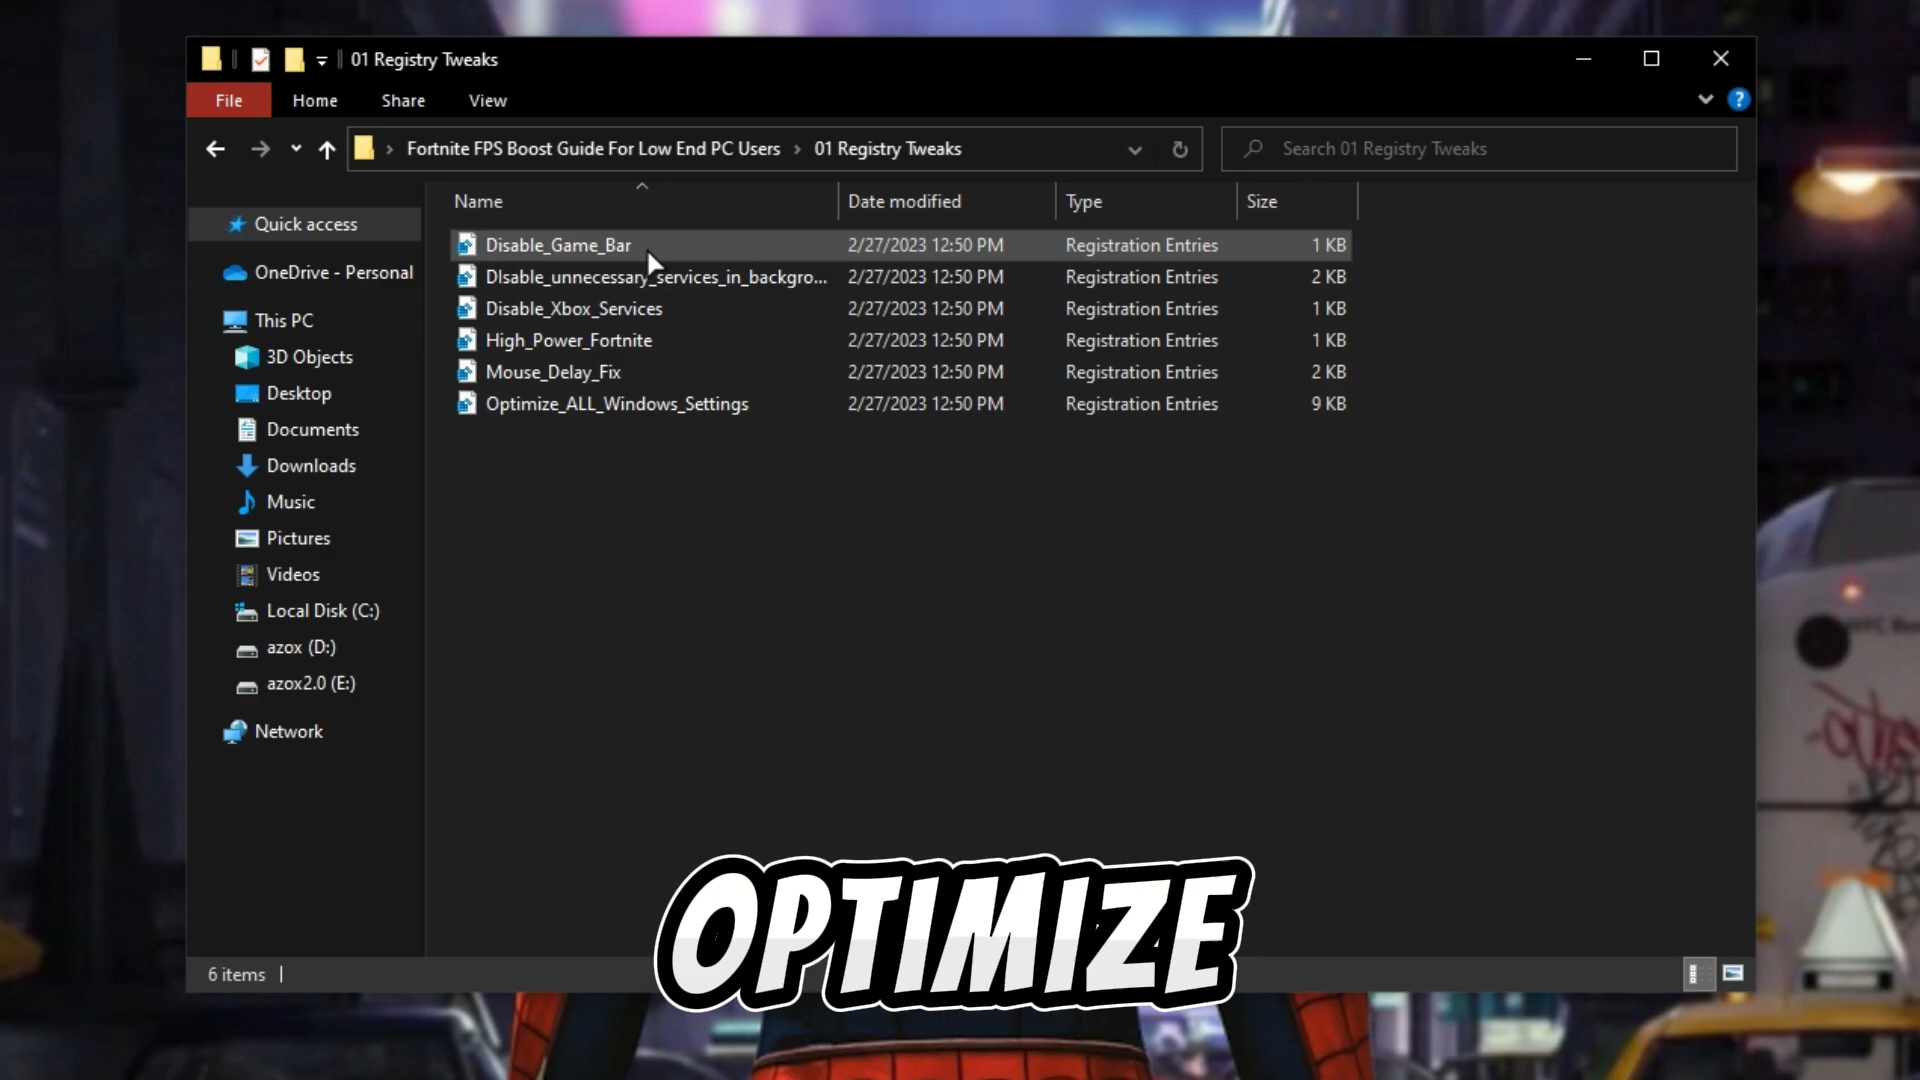 01 Registry Tweaks
File Home Share View
?
Fortnite FPS Boost Guide For Low End PC Users > 01 Registry Tweaks
Search 01 Registry Tweaks
Name Date modified Type Size
Quick access
OneDrive - Personal
This PC
3D Objects
Desktop
Documents
Downloads
Music
Pictures
Videos
Local Disk (C:)
azox (D:)
azox2.0 (E:)
Network
Disable_Game_Bar 2/27/2023 12:50 PM Registration Entries 1 KB
DIsable_unnecessary_services_in_backgro... 2/27/2023 12:50 PM Registration Entries 2 KB
Disable_Xbox_Services 2/27/2023 12:50 PM Registration Entries 1 KB
High_Power_Fortnite 2/27/2023 12:50 PM Registration Entries 1 KB
Mouse_Delay_Fix 2/27/2023 12:50 PM Registration Entries 2 KB
Optimize_ALL_Windows_Settings 2/27/2023 12:50 PM Registration Entries 9 KB
OPTIMIZE
6 items